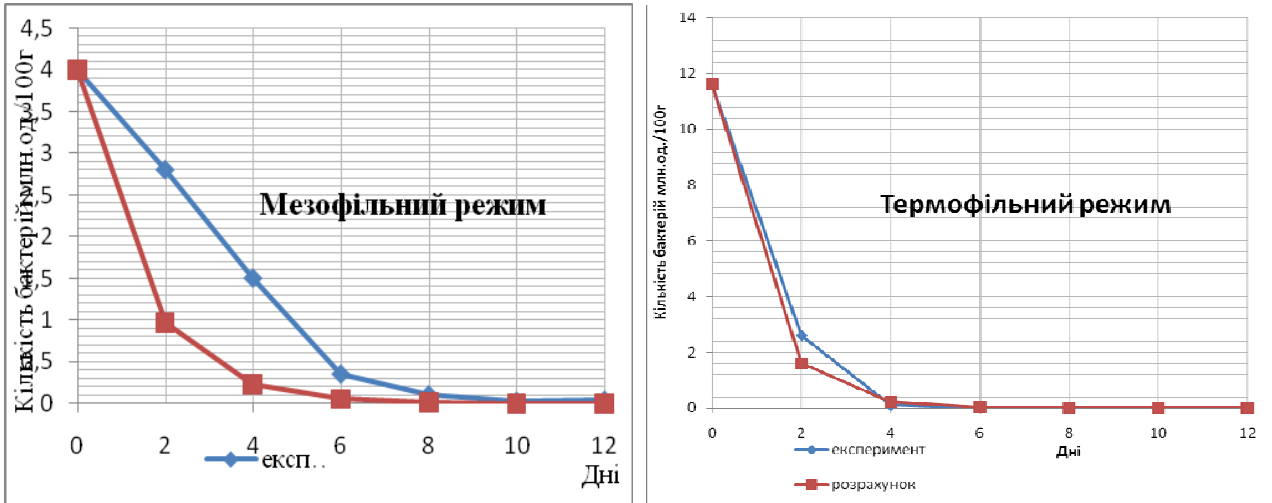 4,5
4
3,5
3
2,5
2
1,5
1
0,5
0
Кількість бактерій млн.од./100г
Мезофільний режим
0 2 4 6 8 10 12
експ..
Дні
14
12
10
8
6
4
2
0
Кількість бактерій млн.од./100г
Термофільний режим
0 2 4 6 8 10 12
Дні
експеримент
розрахунок